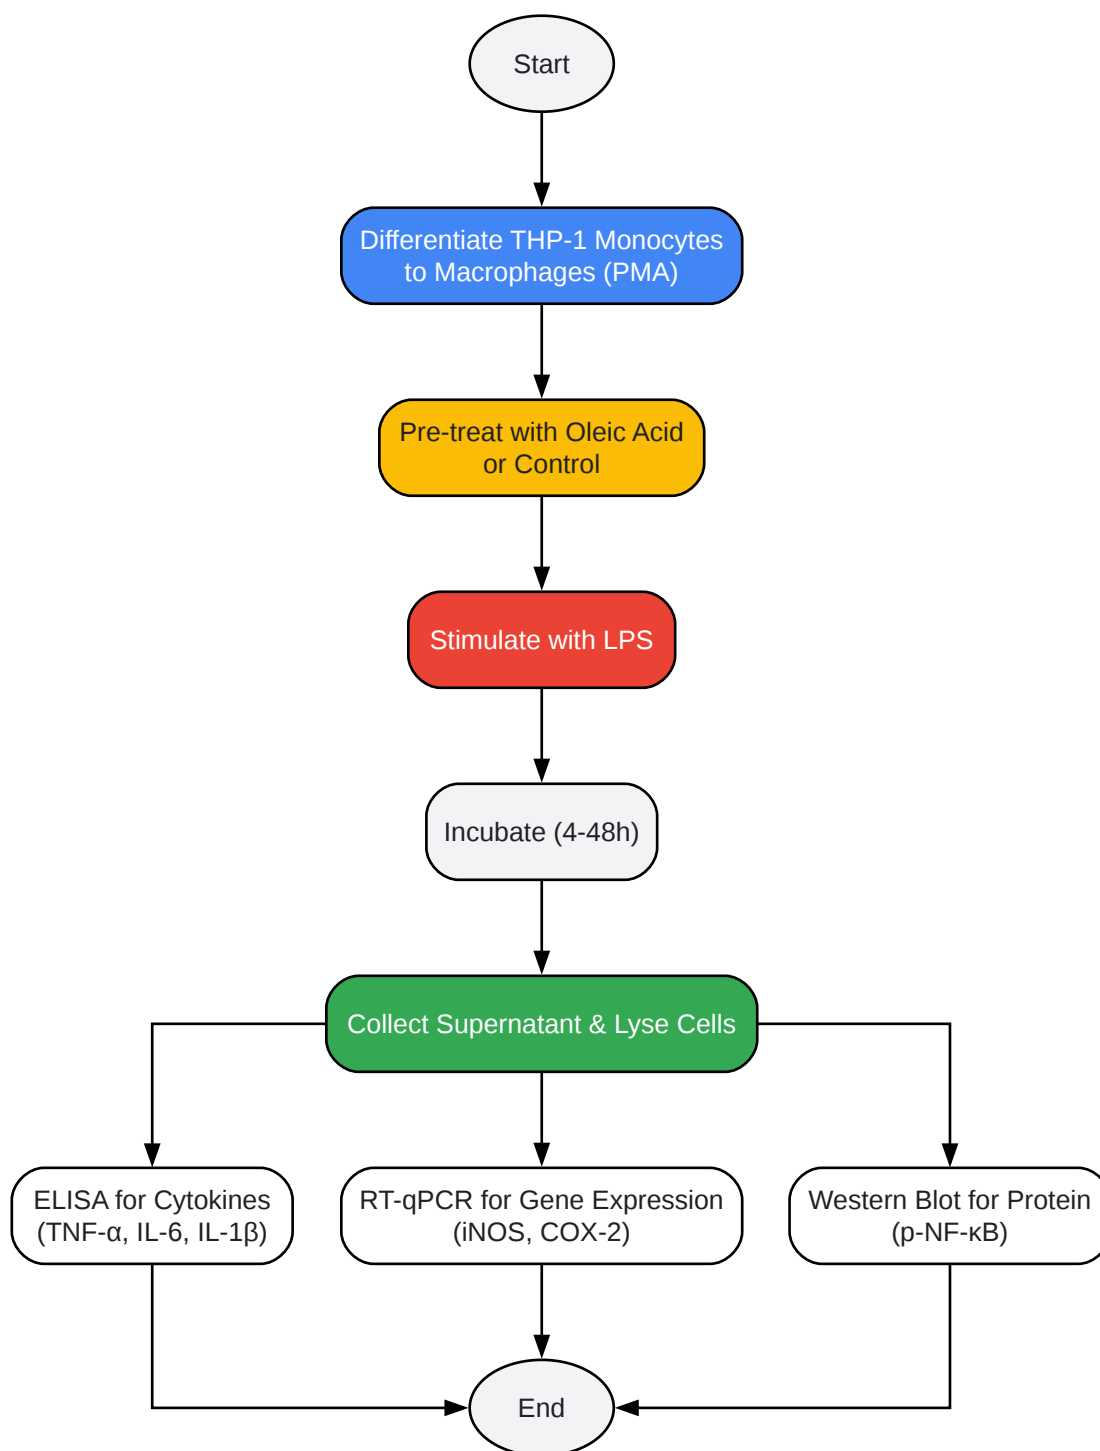 Start
Differentiate THP-1 Monocytes
to Macrophages (PMA)
Pre-treat with Oleic Acid
or Control
Stimulate with LPS
Incubate (4-48h)
Collect Supernatant & Lyse Cells
ELISA for Cytokines
(TNF-α, IL-6, IL-1β)
RT-qPCR for Gene Expression
(iNOS, COX-2)
Western Blot for Protein
(p-NF-κB)
End